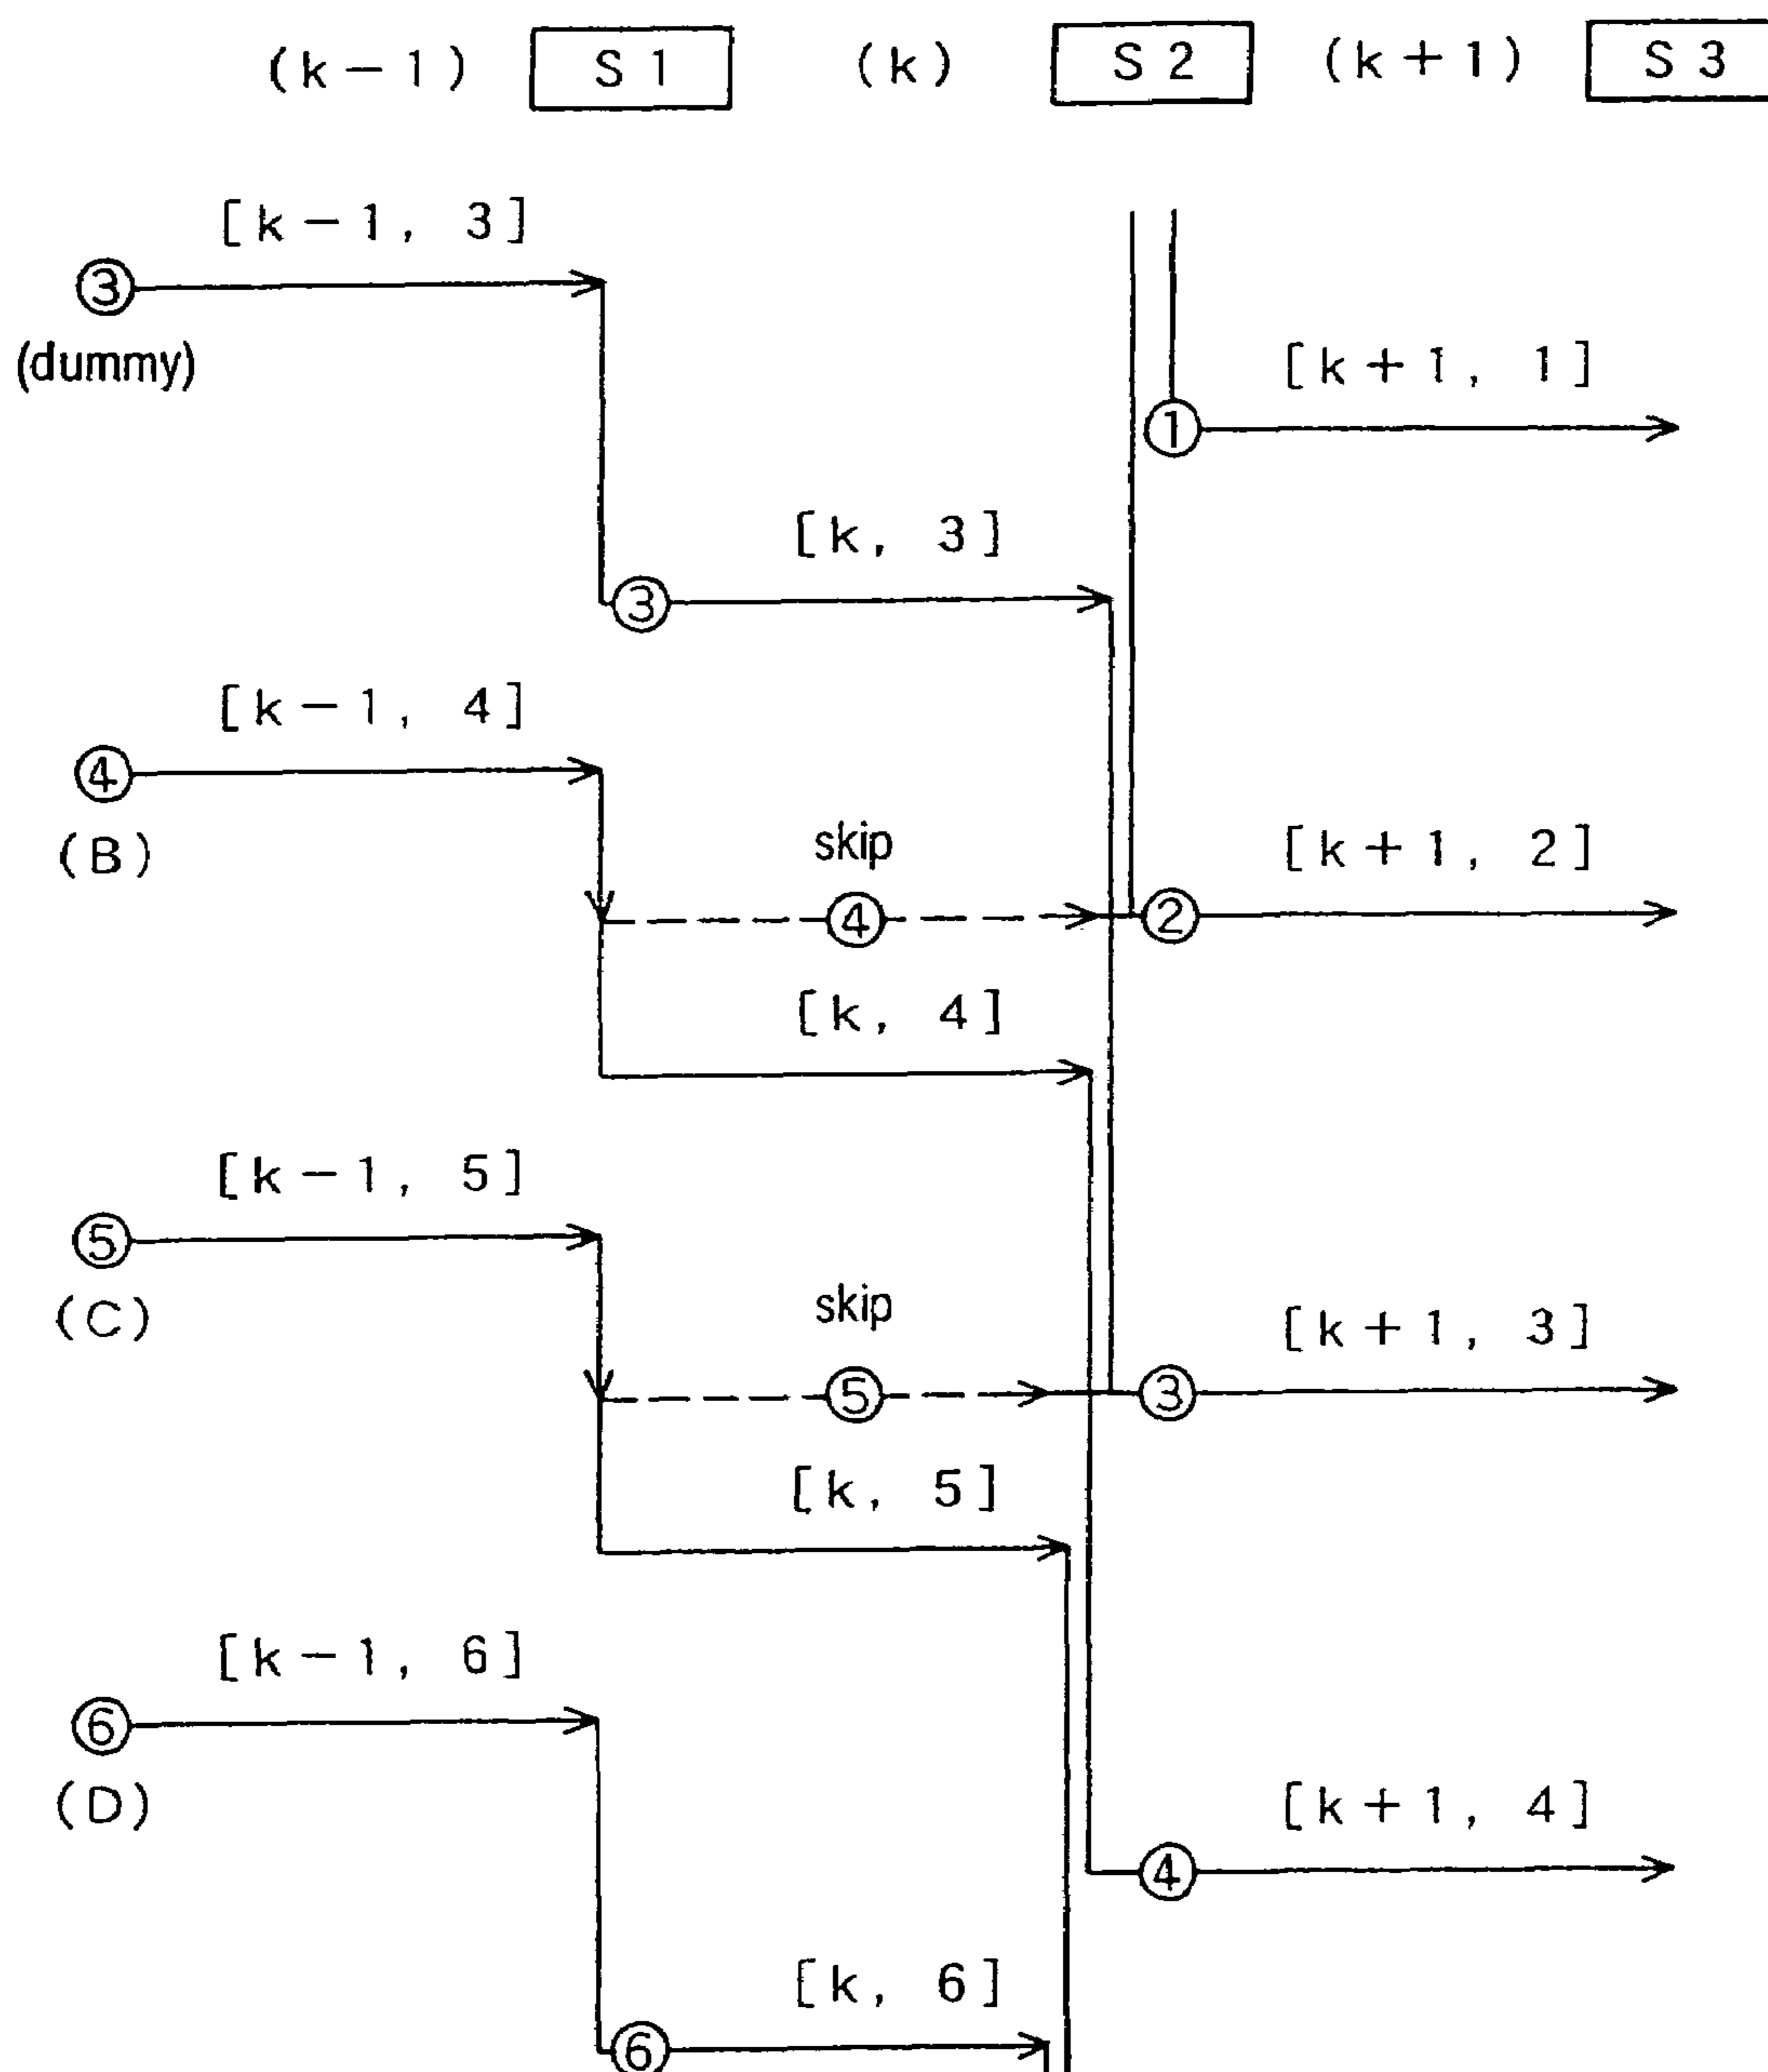 (k-1) S1 (k) S2 (k+1) S3
[k-1, 3]
③
(dummy)
[k+1, 1]
①
[k, 3]
③
[k-1, 4]
④
(B)
skip
[k+1, 2]
④ ②
[k, 4]
[k-1, 5]
⑤
(C)
skip
[k+1, 3]
⑤ ③
[k, 5]
[k-1, 6]
⑥
(D)
[k+1, 4]
④
[k, 6]
⑥